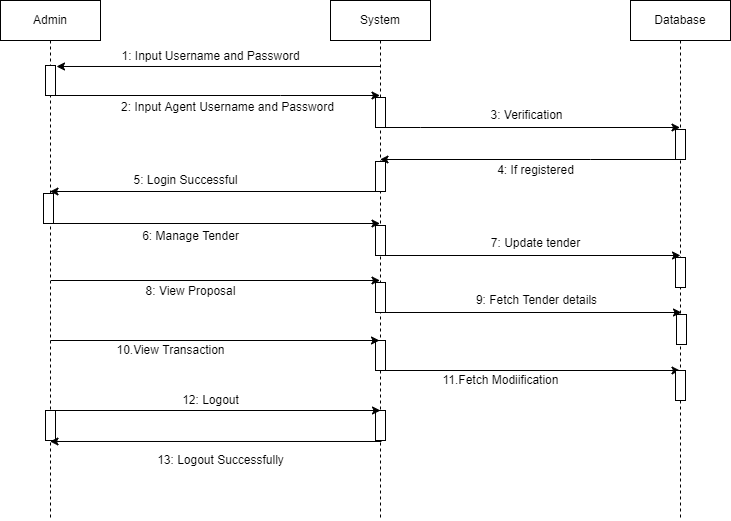 Admin
System
Database
1: Input Username and Password
2: Input Agent Username and Password
3: Verification
4: If registered
5: Login Successful
6: Manage Tender
7: Update tender
8: View Proposal
9: Fetch Tender details
10.View Transaction
11.Fetch Modiification
12: Logout
13: Logout Successfully